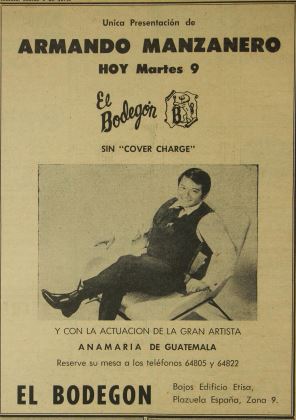 Unica Presentación de
ARMANDO MANZANERO
HOY Martes 9
El
Bodegón
B
SIN "COVER CHARGE"
Y CON LA ACTUACION DE LA GRAN ARTISTA
ANAMARIA DE GUATEMALA
Reserve su mesa a los teléfonos 64805 y 64822
EL BODEGON
Bajos Edificio Etisa,
Plazuela España, Zona 9.